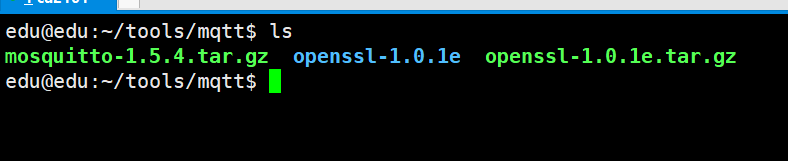 edu@edu:~/tools/mqtt$ ls
mosquitto-1.5.4.tar.gz openssl-1.0.1e openssl-1.0.1e.tar.gz
edu@edu:~/tools/mqtt$